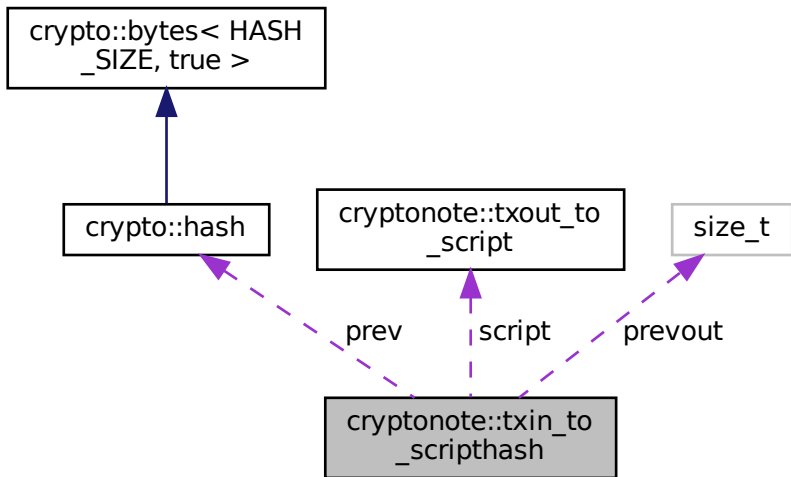 crypto::bytes< HASH
_SIZE, true >
crypto::hash
cryptonote::txout_to
_script
size_t
prev
script
prevout
cryptonote::txin_to
_scripthash